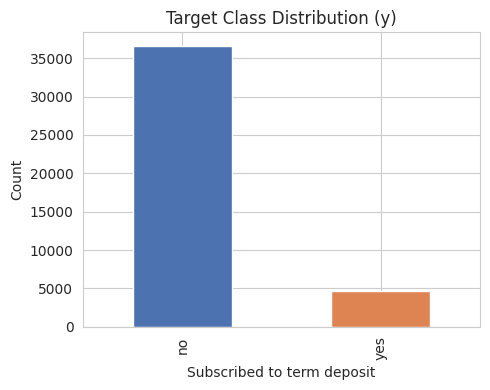 Target Class Distribution (y)
35000
30000
25000
20000
15000
10000
5000
0
Count
no
yes
Subscribed to term deposit